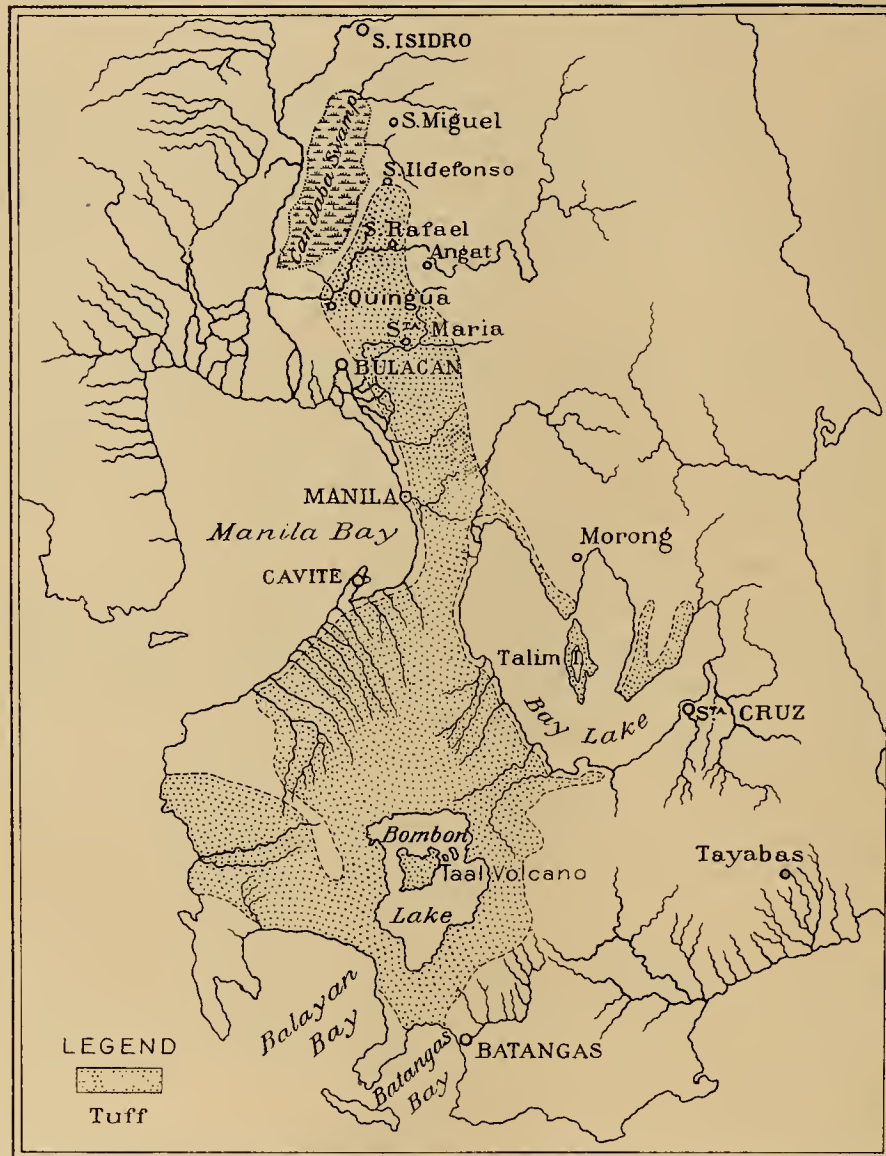 S. ISIDRO
S. Miguel
Candaba Swamp
S. Ildefonso
S. Rafael
Angat
Quingua
STA Maria
BULACAN
MANILA
Manila Bay
Morong
CAVITE
Talim I.
Bay Lake
STA CRUZ
Bombon
Taal Volcano
Lake
Tayabas
Balayan
Bay
LEGEND
Tuff
Batangas
Bay
BATANGAS